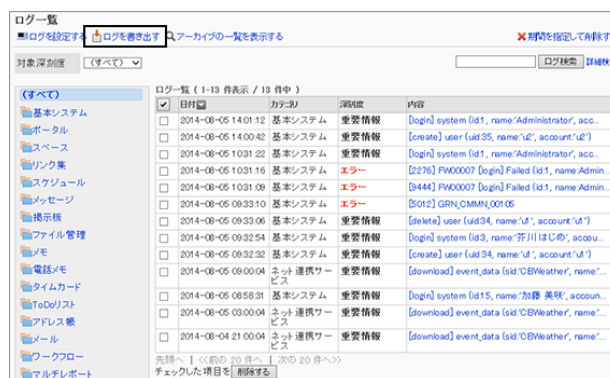 ログ一覧
ログを設定する ログを書き出す アーカイブの一覧を表示する 期間を指定して削除す
対象深刻度 (すべて) ログ検索 詳細検
(すべて)
基本システム
ポータル
スペース
リンク集
スケジュール
メッセージ
掲示板
ファイル管理
メモ
電話メモ
タイムカード
ToDoリスト
アドレス帳
メール
ワークフロー
マルチレポート
ログ一覧 ( 1-13 件表示 / 13 件中 )
日付 カテゴリ 深刻度 内容
2014-08-05 14:01:12 基本システム 重要情報 [login] system (id:1, name:'Administrator', acc...
2014-08-05 14:00:42 基本システム 重要情報 [create] user (uid:35, name:'u2', account:'u2')
2014-08-05 10:31:22 基本システム 重要情報 [login] system (id:1, name:'Administrator', acc...
2014-08-05 10:31:16 基本システム エラー [2276] FW00007 [login] Failed (id:1, name:'Admin...
2014-08-05 10:31:09 基本システム エラー [9444] FW00007 [login] Failed (id:1, name:'Admin...
2014-08-05 09:33:10 基本システム エラー [5012] GRN_CMMN_00105
2014-08-05 09:33:06 基本システム 重要情報 [delete] user (uid:34, name:'u1', account:'u1')
2014-08-05 09:32:54 基本システム 重要情報 [login] system (id:3, name:'芥川 はじめ', accou...
2014-08-05 09:32:32 基本システム 重要情報 [create] user (uid:34, name:'u1', account:'u1')
2014-08-05 09:00:04 ネット連携サー 重要情報 [download] event_data (sid:'CBWeather', name:'...
ビス
2014-08-05 08:58:31 基本システム 重要情報 [login] system (id:15, name:'加藤 美咲', accoun...
2014-08-05 03:00:04 ネット連携サー 重要情報 [download] event_data (sid:'CBWeather', name:'...
ビス
2014-08-04 21:00:04 ネット連携サー 重要情報 [download] event_data (sid:'CBWeather', name:'...
ビス
先頭へ | <<前の 20 件へ | 次の 20 件へ>>
チェックした項目を 削除する